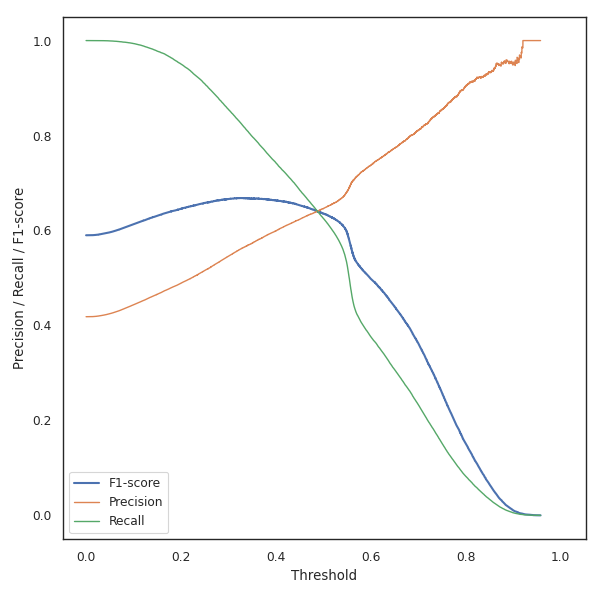 Precision / Recall / F1-score
1.0
0.8
0.6
0.4
0.2
0.0
F1-score
Precision
Recall
0.0 0.2 0.4 0.6 0.8 1.0
Threshold